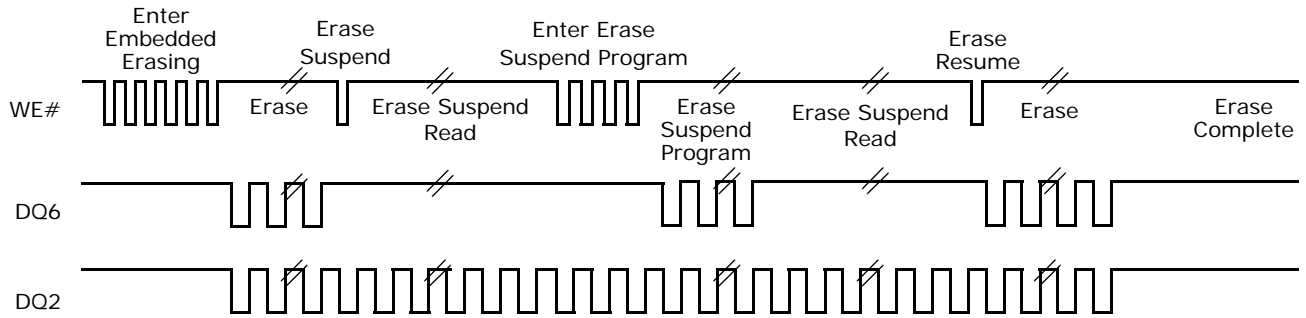 Enter
Embedded
Erasing
Erase
Suspend
Enter Erase
Suspend Program
Erase
Resume
WE#
Erase
Erase Suspend
Read
Erase
Suspend
Program
Erase Suspend
Read
Erase
Erase
Complete
DQ6
DQ2